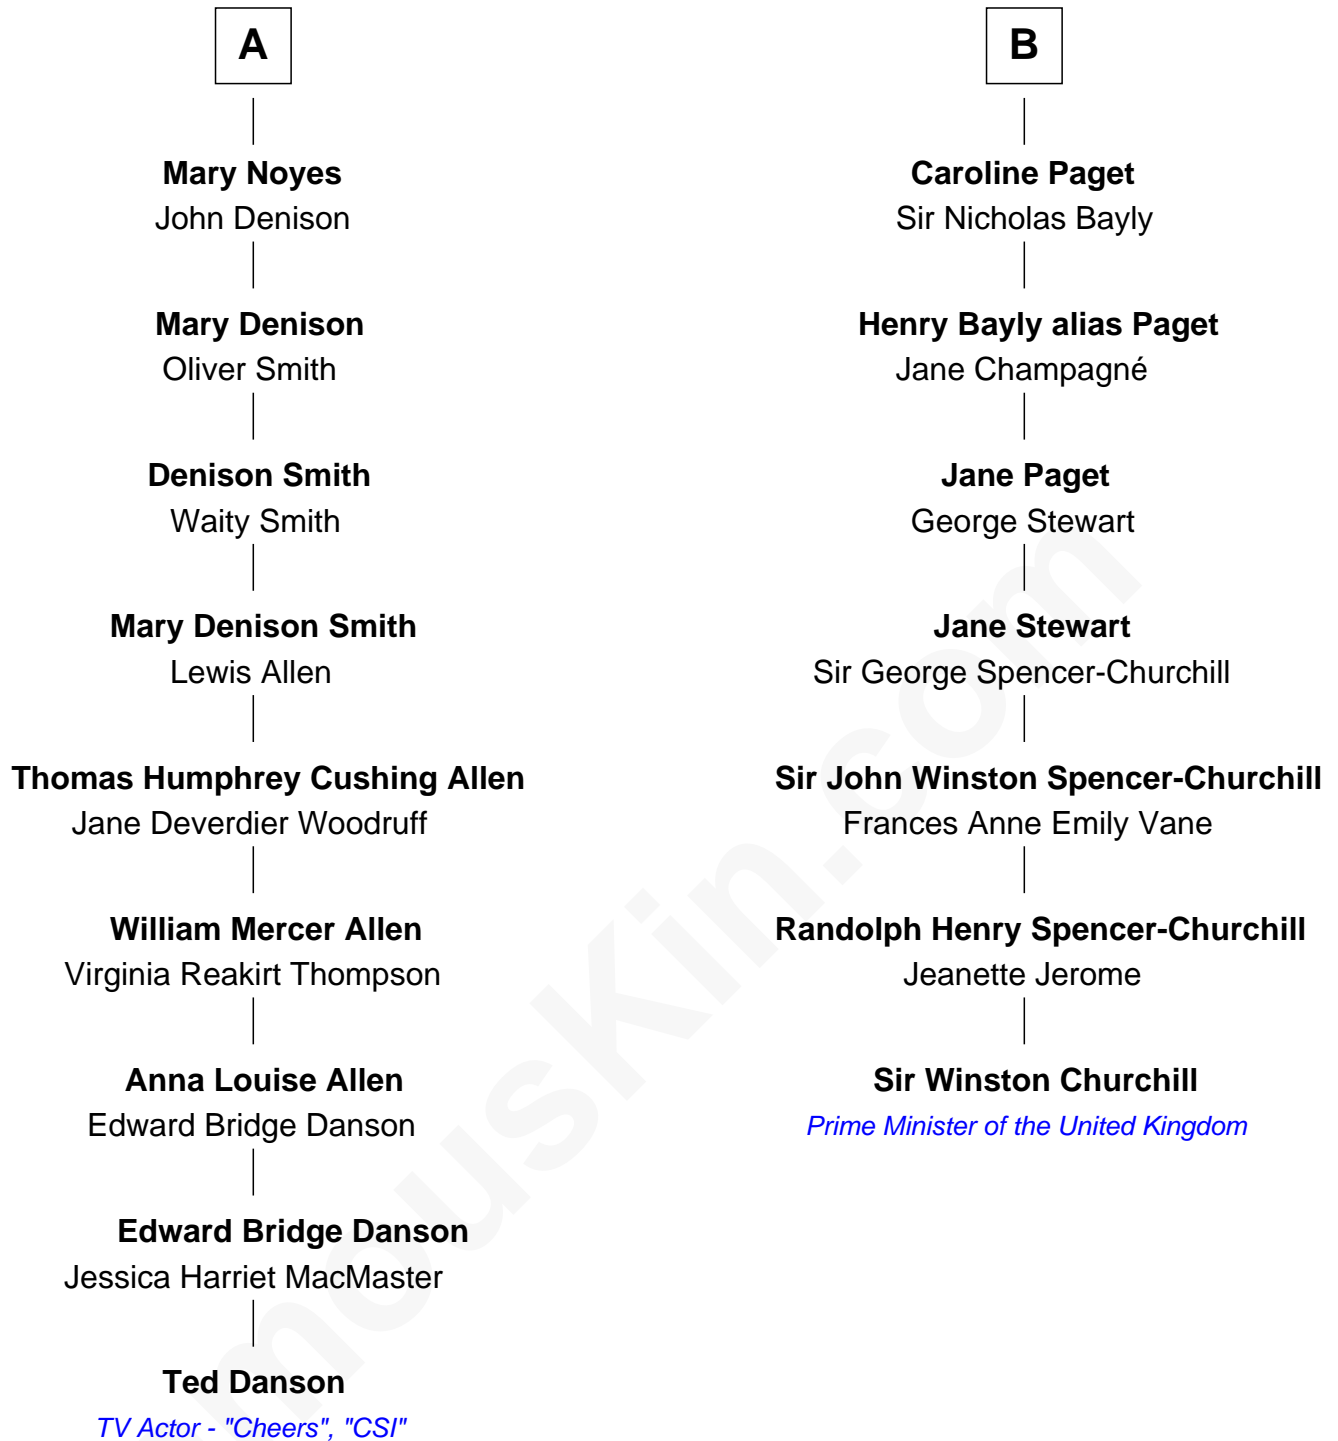 A
Mary Noyes
John Denison
Mary Denison
Oliver Smith
Denison Smith
Waity Smith
Mary Denison Smith
Lewis Allen
Thomas Humphrey Cushing Allen
Jane Deverdier Woodruff
William Mercer Allen
Virginia Reakirt Thompson
Anna Louise Allen
Edward Bridge Danson
Edward Bridge Danson
Jessica Harriet MacMaster
Ted Danson
TV Actor - "Cheers", "CSI"
B
Caroline Paget
Sir Nicholas Bayly
Henry Bayly alias Paget
Jane Champagné
Jane Paget
George Stewart
Jane Stewart
Sir George Spencer-Churchill
Sir John Winston Spencer-Churchill
Frances Anne Emily Vane
Randolph Henry Spencer-Churchill
Jeanette Jerome
Sir Winston Churchill
Prime Minister of the United Kingdom
mouskin.com